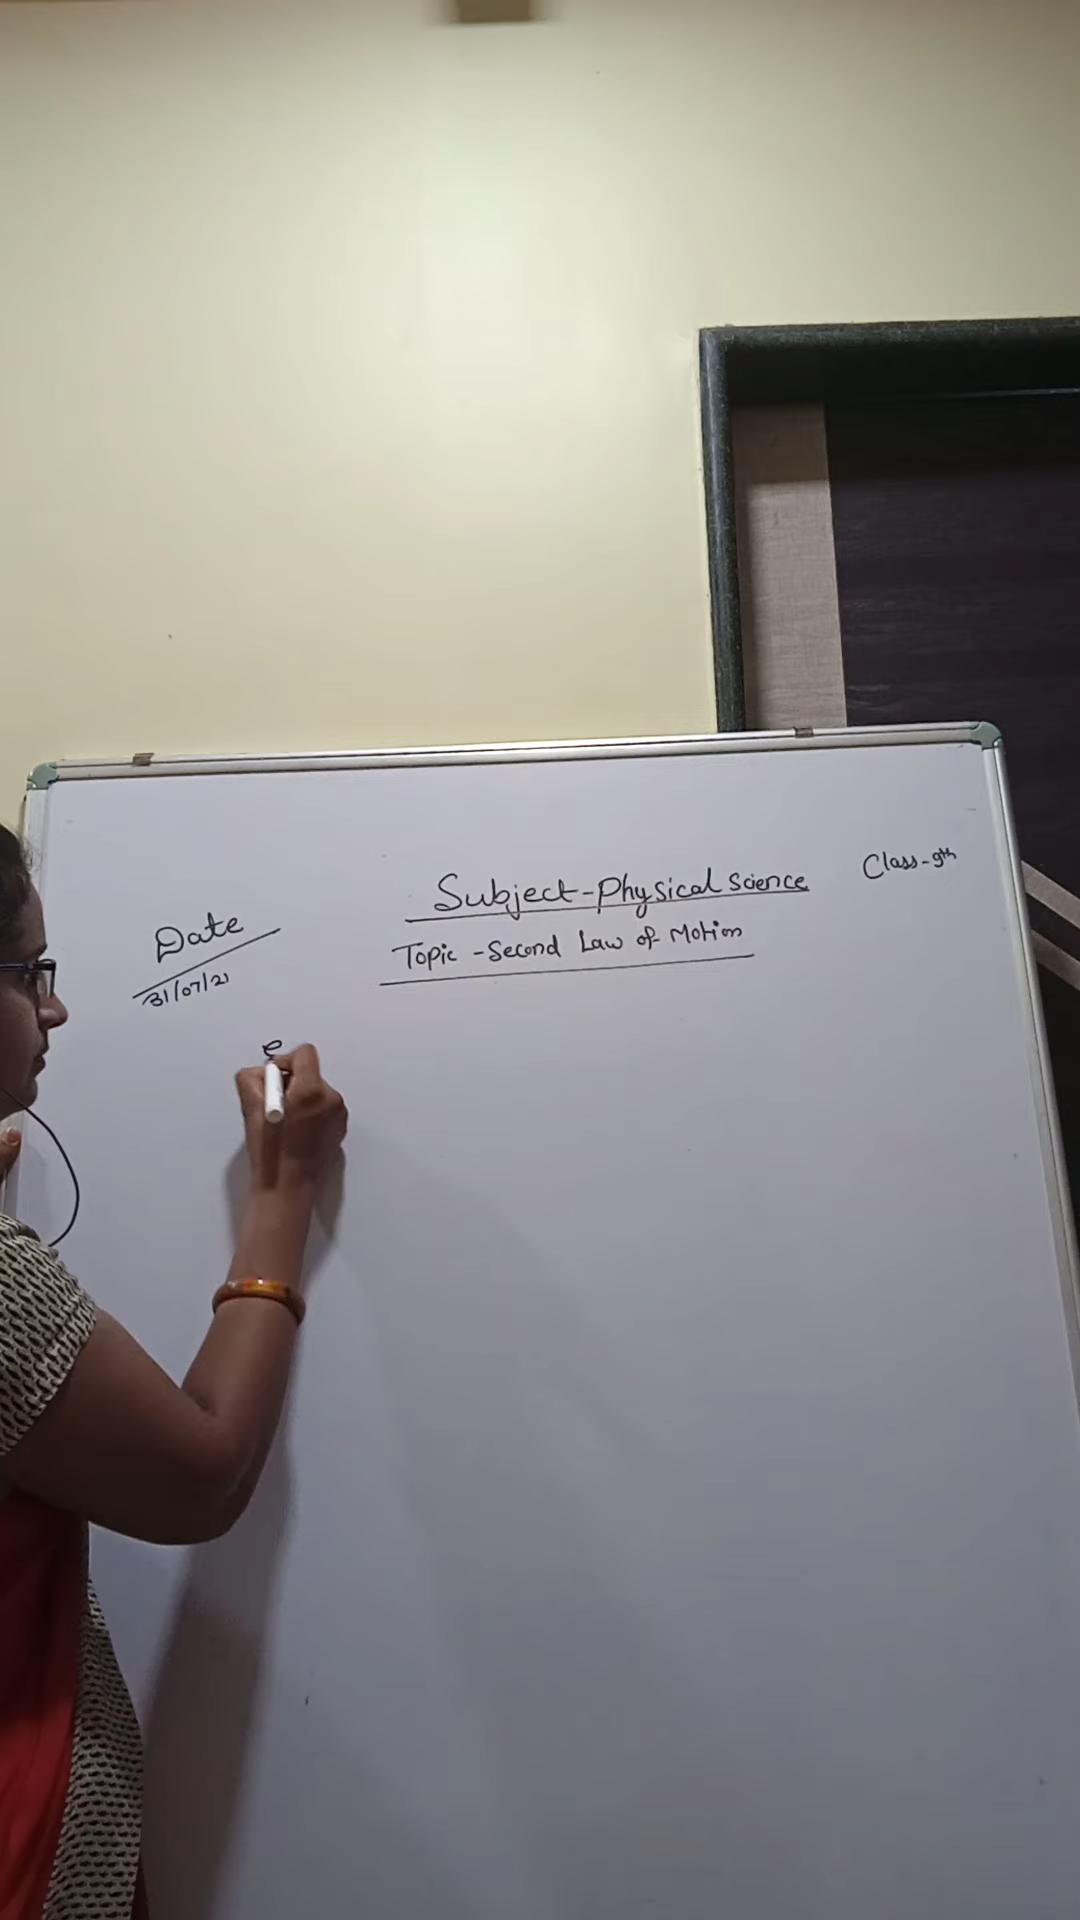 Class-9th
Subject-Physical Science
Date
Topic -Second Law of Motion
31/07/21
e